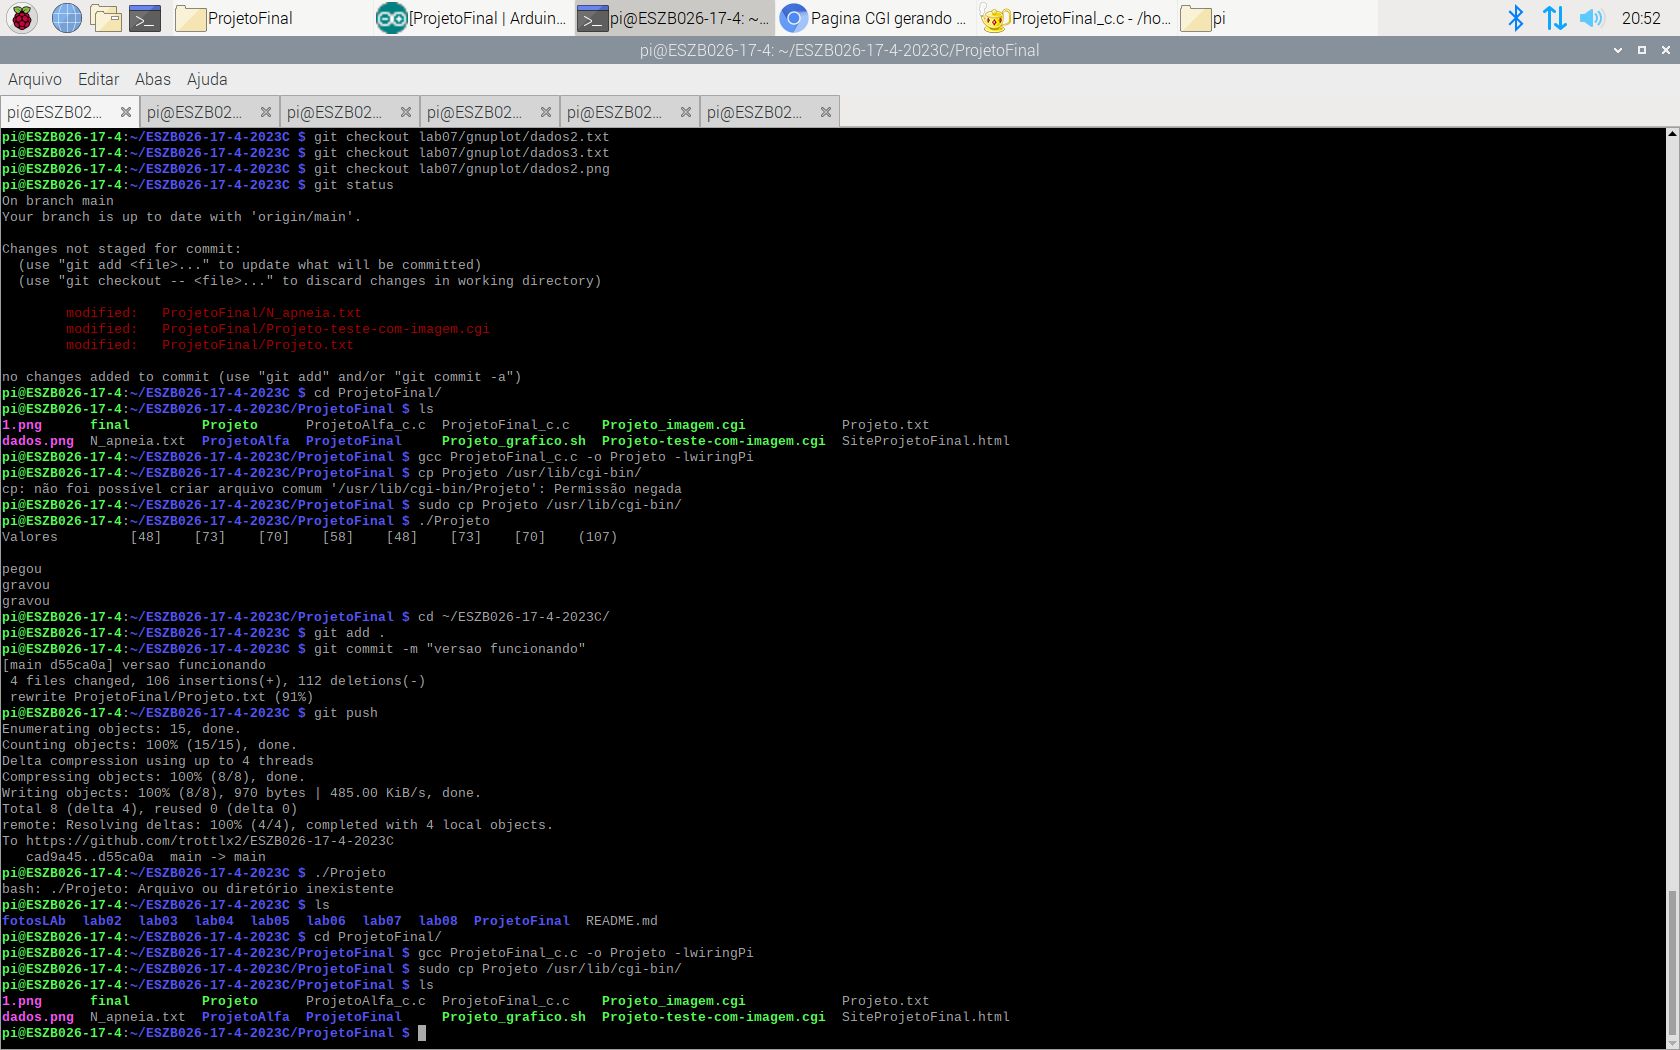 ProjetoFinal [ProjetoFinal | Arduin... pi@ESZB026-17-4: ~... Pagina CGI gerando ... ProjetoFinal_c.c - /ho... pi 20:52
pi@ESZB026-17-4: ~/ESZB026-17-4-2023C/ProjetoFinal
Arquivo Editar Abas Ajuda
pi@ESZB02... pi@ESZB02... pi@ESZB02... pi@ESZB02... pi@ESZB02... pi@ESZB02...
pi@ESZB026-17-4:~/ESZB026-17-4-2023C $ git checkout lab07/gnuplot/dados2.txt
pi@ESZB026-17-4:~/ESZB026-17-4-2023C $ git checkout lab07/gnuplot/dados3.txt
pi@ESZB026-17-4:~/ESZB026-17-4-2023C $ git checkout lab07/gnuplot/dados2.png
pi@ESZB026-17-4:~/ESZB026-17-4-2023C $ git status
On branch main
Your branch is up to date with 'origin/main'.
Changes not staged for commit:
(use "git add <file>..." to update what will be committed)
(use "git checkout -- <file>..." to discard changes in working directory)
modified: ProjetoFinal/N_apneia.txt
modified: ProjetoFinal/Projeto-teste-com-imagem.cgi
modified: ProjetoFinal/Projeto.txt
no changes added to commit (use "git add" and/or "git commit -a")
pi@ESZB026-17-4:~/ESZB026-17-4-2023C $ cd ProjetoFinal/
pi@ESZB026-17-4:~/ESZB026-17-4-2023C/ProjetoFinal $ ls
1.png final Projeto ProjetoAlfa_c.c ProjetoFinal_c.c Projeto_imagem.cgi Projeto.txt
dados.png N_apneia.txt ProjetoAlfa ProjetoFinal Projeto_grafico.sh Projeto-teste-com-imagem.cgi SiteProjetoFinal.html
pi@ESZB026-17-4:~/ESZB026-17-4-2023C/ProjetoFinal $ gcc ProjetoFinal_c.c -o Projeto -lwiringPi
pi@ESZB026-17-4:~/ESZB026-17-4-2023C/ProjetoFinal $ cp Projeto /usr/lib/cgi-bin/
cp: não foi possível criar arquivo comum '/usr/lib/cgi-bin/Projeto': Permissão negada
pi@ESZB026-17-4:~/ESZB026-17-4-2023C/ProjetoFinal $ sudo cp Projeto /usr/lib/cgi-bin/
pi@ESZB026-17-4:~/ESZB026-17-4-2023C/ProjetoFinal $ ./Projeto
Valores [48] [73] [70] [58] [48] [73] [70] (107)
pegou
gravou
gravou
pi@ESZB026-17-4:~/ESZB026-17-4-2023C/ProjetoFinal $ cd ~/ESZB026-17-4-2023C/
pi@ESZB026-17-4:~/ESZB026-17-4-2023C $ git add .
pi@ESZB026-17-4:~/ESZB026-17-4-2023C $ git commit -m "versao funcionando"
[main d55ca0a] versao funcionando
4 files changed, 106 insertions(+), 112 deletions(-)
rewrite ProjetoFinal/Projeto.txt (91%)
pi@ESZB026-17-4:~/ESZB026-17-4-2023C $ git push
Enumerating objects: 15, done.
Counting objects: 100% (15/15), done.
Delta compression using up to 4 threads
Compressing objects: 100% (8/8), done.
Writing objects: 100% (8/8), 970 bytes | 485.00 KiB/s, done.
Total 8 (delta 4), reused 0 (delta 0)
remote: Resolving deltas: 100% (4/4), completed with 4 local objects.
To https://github.com/trottlx2/ESZB026-17-4-2023C
cad9a45..d55ca0a main -> main
pi@ESZB026-17-4:~/ESZB026-17-4-2023C $ ./Projeto
bash: ./Projeto: Arquivo ou diretório inexistente
pi@ESZB026-17-4:~/ESZB026-17-4-2023C $ ls
fotosLAb lab02 lab03 lab04 lab05 lab06 lab07 lab08 ProjetoFinal README.md
pi@ESZB026-17-4:~/ESZB026-17-4-2023C $ cd ProjetoFinal/
pi@ESZB026-17-4:~/ESZB026-17-4-2023C/ProjetoFinal $ gcc ProjetoFinal_c.c -o Projeto -lwiringPi
pi@ESZB026-17-4:~/ESZB026-17-4-2023C/ProjetoFinal $ sudo cp Projeto /usr/lib/cgi-bin/
pi@ESZB026-17-4:~/ESZB026-17-4-2023C/ProjetoFinal $ ls
1.png final Projeto ProjetoAlfa_c.c ProjetoFinal_c.c Projeto_imagem.cgi Projeto.txt
dados.png N_apneia.txt ProjetoAlfa ProjetoFinal Projeto_grafico.sh Projeto-teste-com-imagem.cgi SiteProjetoFinal.html
pi@ESZB026-17-4:~/ESZB026-17-4-2023C/ProjetoFinal $